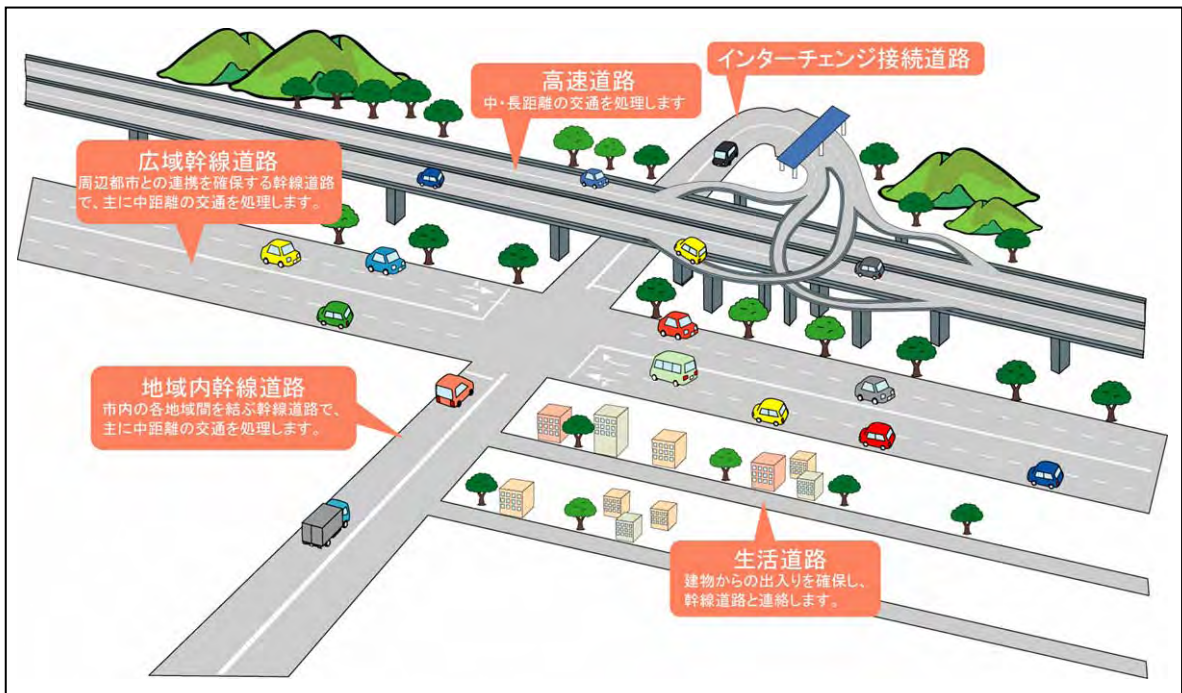 インターチェンジ接続道路
高速道路
中・長距離の交通を処理します
広域幹線道路
周辺都市との連携を確保する幹線道路
で、主に中距離の交通を処理します。
地域内幹線道路
市内の各地域間を結ぶ幹線道路で、
主に中距離の交通を処理します。
生活道路
建物からの出入りを確保し、
幹線道路と連絡します。